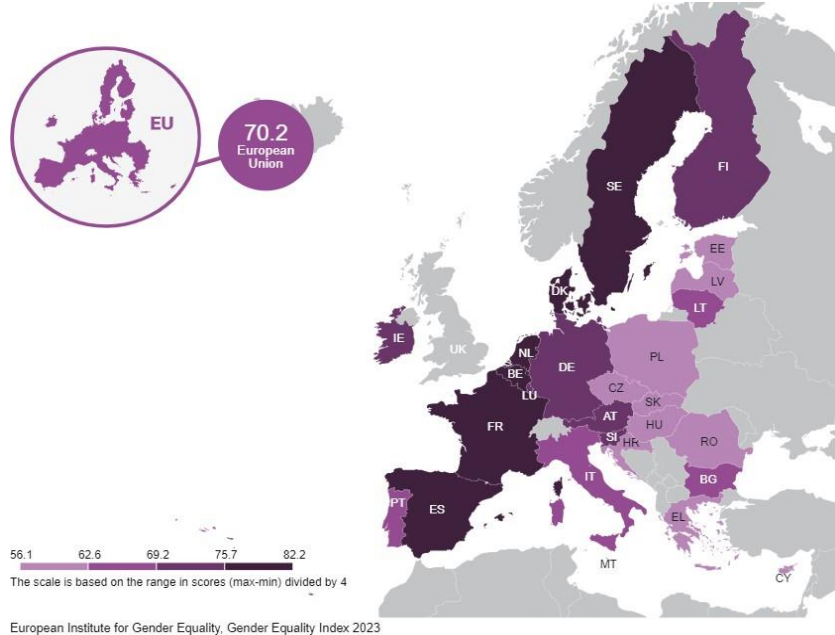 EU
70.2
European
Union
SE
FI
EE
LV
LT
DK
IE
UK
NL
BE
LU
DE
PL
CZ
SK
AT
HU
SI
HR
RO
FR
IT
BG
PT
ES
EL
MT
CY
56.1 62.6 69.2 75.7 82.2
The scale is based on the range in scores (max-min) divided by 4
European Institute for Gender Equality, Gender Equality Index 2023